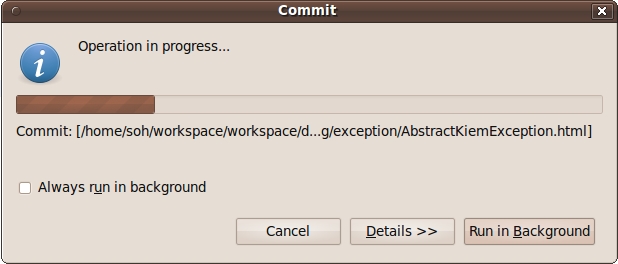 Commit
Operation in progress...
Commit: [/home/soh/workspace/workspace/d...g/exception/AbstractKiemException.html]
Always run in background
Cancel
Details >>
Run in Background